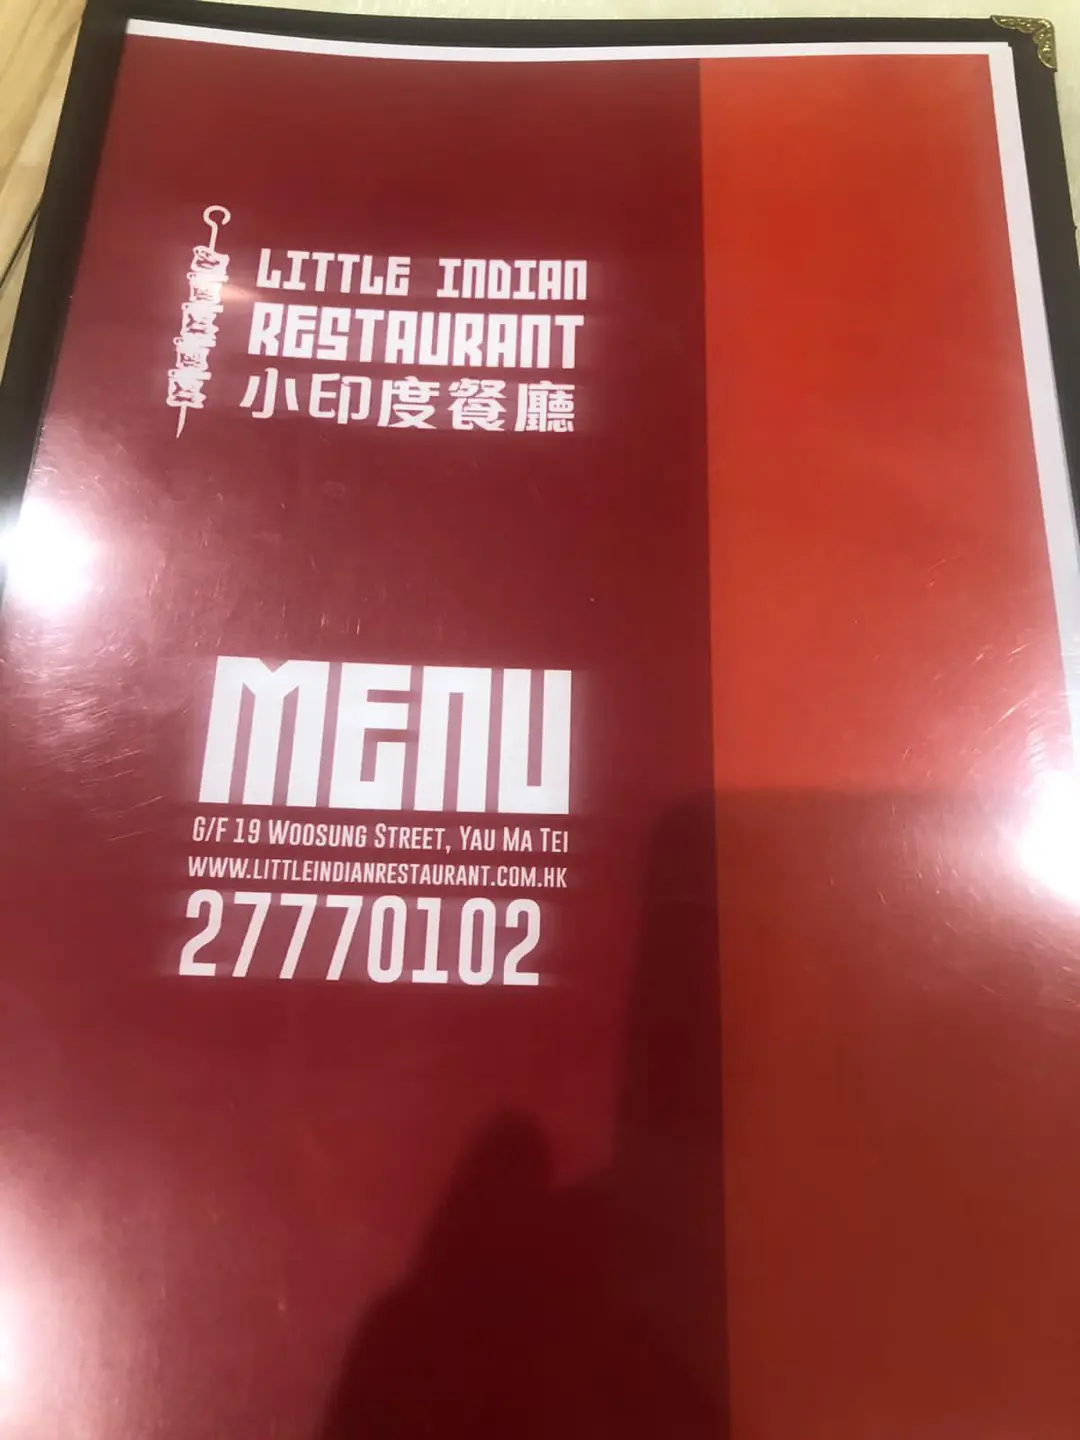 LITTLE INDIAN
RESTAURANT
小印度餐廳
MENU
G/F 19 WOOSUNG STREET, YAU MA TEI
WWW.LITTLEINDIANRESTAURANT.COM.HK
27770102